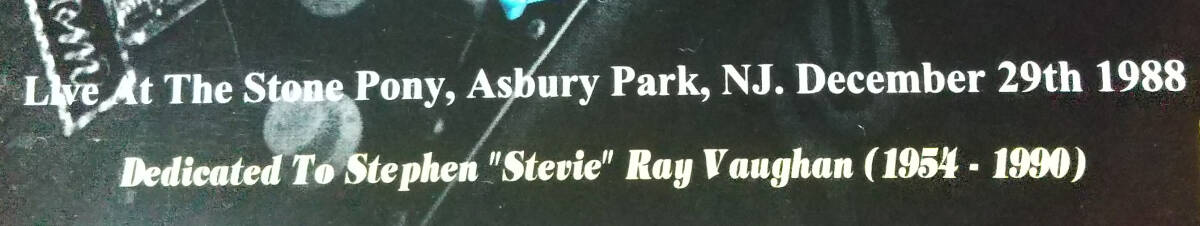 Live At The Stone Pony, Asbury Park, NJ. December 29th 1988
Dedicated To Stephen "Stevie" Ray Vaughan (1954 - 1990)